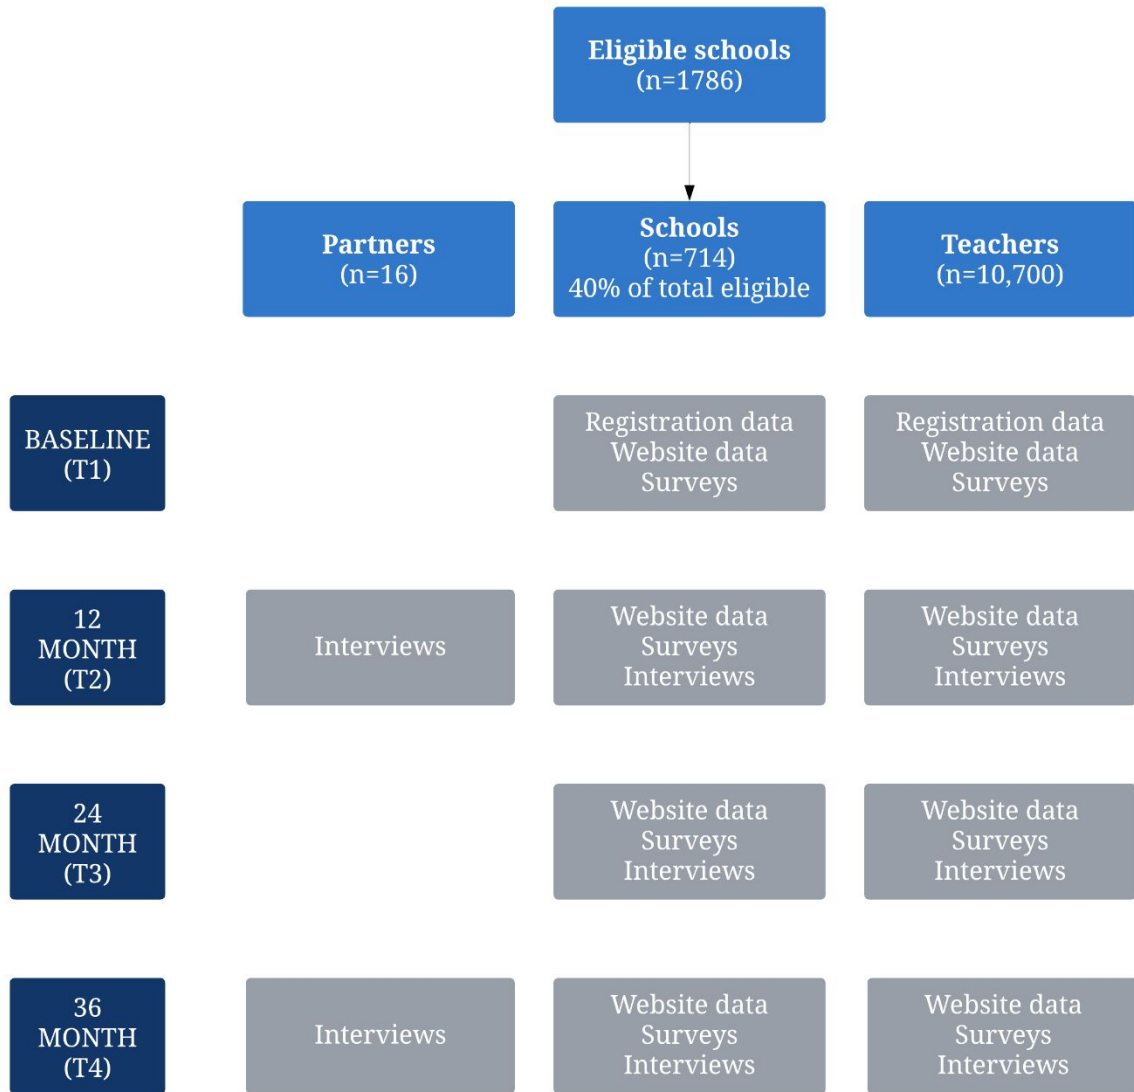 Eligible schools
(n=1786)
Partners
(n=16)
Schools
(n=714)
40% of total eligible
Teachers
(n=10,700)
BASELINE
(T1)
Registration data
Website data
Surveys
Registration data
Website data
Surveys
12
MONTH
(T2)
Interviews
Website data
Surveys
Interviews
Website data
Surveys
Interviews
24
MONTH
(T3)
Website data
Surveys
Interviews
Website data
Surveys
Interviews
36
MONTH
(T4)
Interviews
Website data
Surveys
Interviews
Website data
Surveys
Interviews